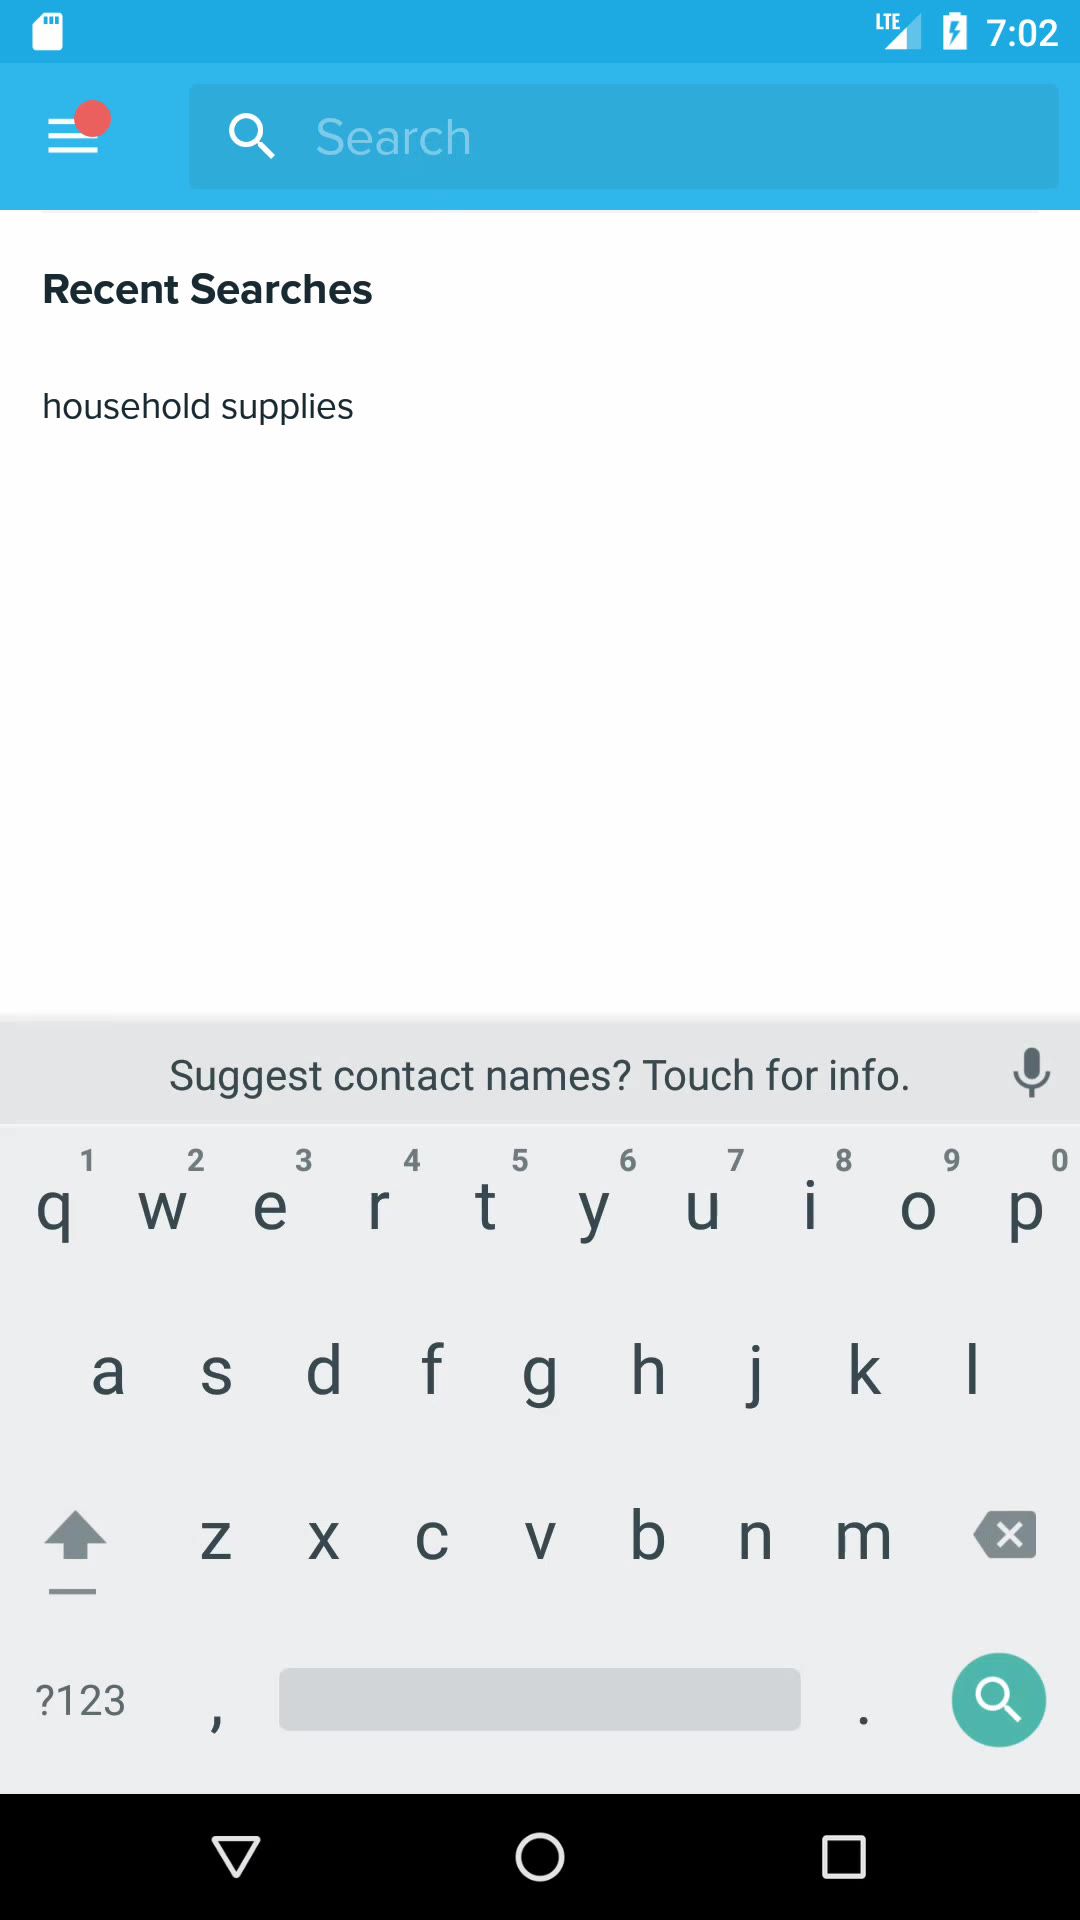 LTE 7:02
Search
Recent Searches
household supplies
Suggest contact names? Touch for info.
1 2 3 4 5 6 7 8 9 0
q w e r t y u i o p
a s d f g h j k l
z x c v b n m
?123 , .